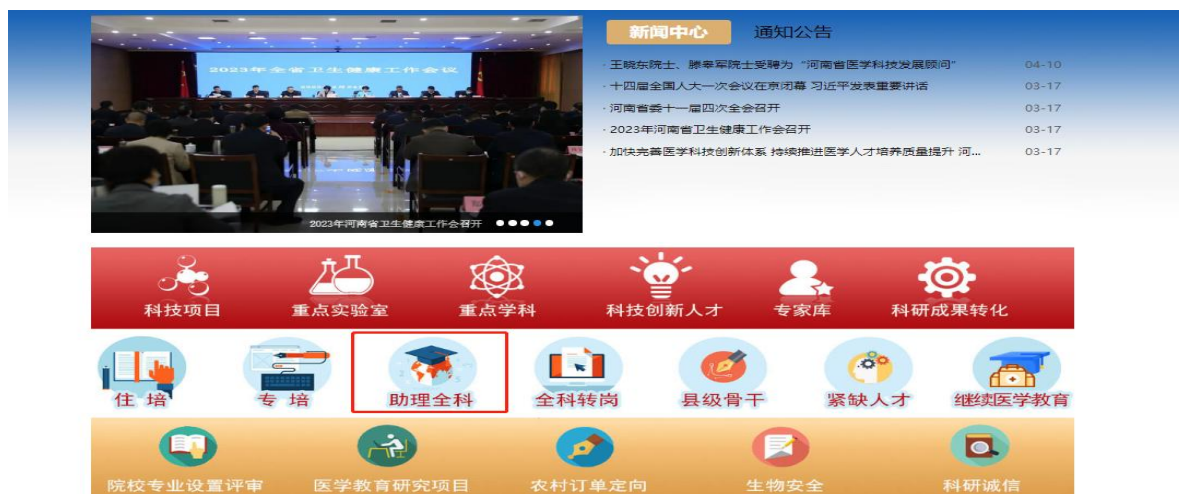 新闻中心 通知公告
2023年全省卫生健康工作会议
·王晓东院士、滕皋军院士受聘为“河南省医学科技发展顾问” 04-10
·十四届全国人大一次会议在京闭幕 习近平发表重要讲话 03-17
·河南省委十一届四次全会召开 03-17
·2023年河南省卫生健康工作会召开 03-17
·加快完善医学科技创新体系 持续推进医学人才培养质量提升 河... 03-17
2023年河南省卫生健康工作会召开
科技项目 重点实验室 重点学科 科技创新人才 专家库 科研成果转化
住 培 专 培 助理全科 全科转岗 县级骨干 紧缺人才 继续医学教育
院校专业设置评审 医学教育研究项目 农村订单定向 生物安全 科研诚信